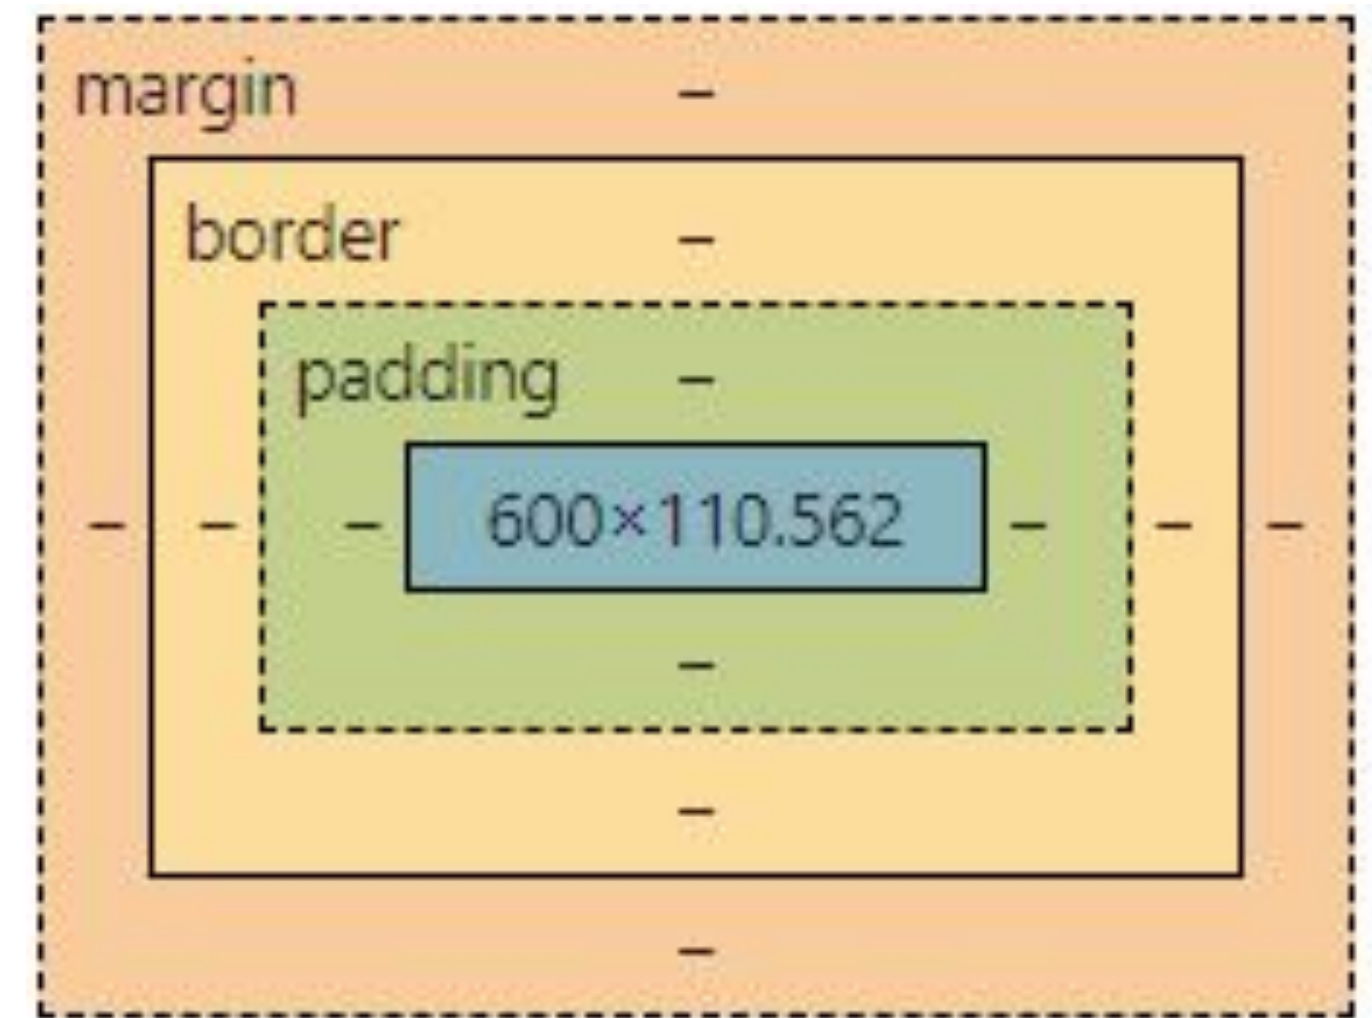 margin –
border –
padding –
– – – 600×110.562 – – –
–
–
–